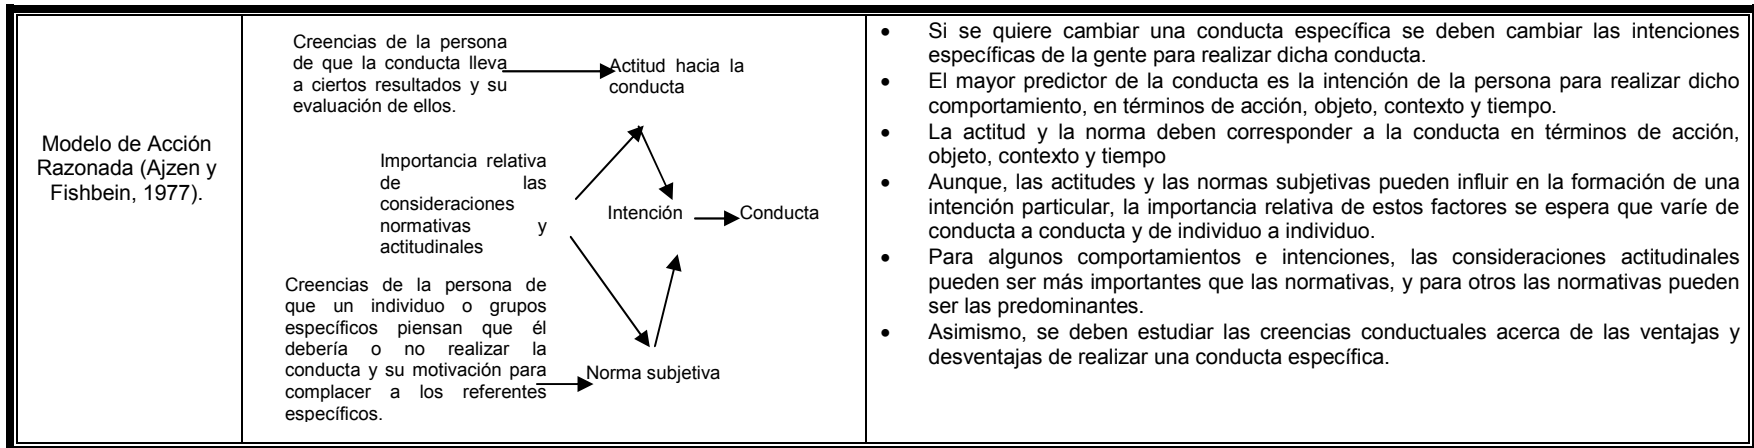 Modelo de Acción
Razonada (Ajzen y
Fishbein, 1977).
Creencias de la persona
de que la conducta lleva
a ciertos resultados y su
evaluación de ellos.
Actitud hacia la
conducta
Importancia relativa
de las
consideraciones
normativas y
actitudinales
Intención
Conducta
Creencias de la persona de
que un individuo o grupos
específicos piensan que él
debería o no realizar la
conducta y su motivación para
complacer a los referentes
específicos.
Norma subjetiva
• Si se quiere cambiar una conducta específica se deben cambiar las intenciones
específicas de la gente para realizar dicha conducta.
• El mayor predictor de la conducta es la intención de la persona para realizar dicho
comportamiento, en términos de acción, objeto, contexto y tiempo.
• La actitud y la norma deben corresponder a la conducta en términos de acción,
objeto, contexto y tiempo
• Aunque, las actitudes y las normas subjetivas pueden influir en la formación de una
intención particular, la importancia relativa de estos factores se espera que varíe de
conducta a conducta y de individuo a individuo.
• Para algunos comportamientos e intenciones, las consideraciones actitudinales
pueden ser más importantes que las normativas, y para otros las normativas pueden
ser las predominantes.
• Asimismo, se deben estudiar las creencias conductuales acerca de las ventajas y
desventajas de realizar una conducta específica.